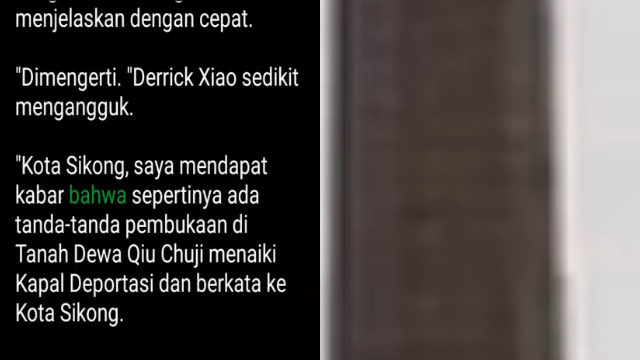 menjelaskan dengan cepat.
"Dimengerti. "Derrick Xiao sedikit
mengangguk.
"Kota Sikong, saya mendapat
kabar bahwa sepertinya ada
tanda-tanda pembukaan di
Tanah Dewa Qiu Chuji menaiki
Kapal Deportasi dan berkata ke
Kota Sikong.